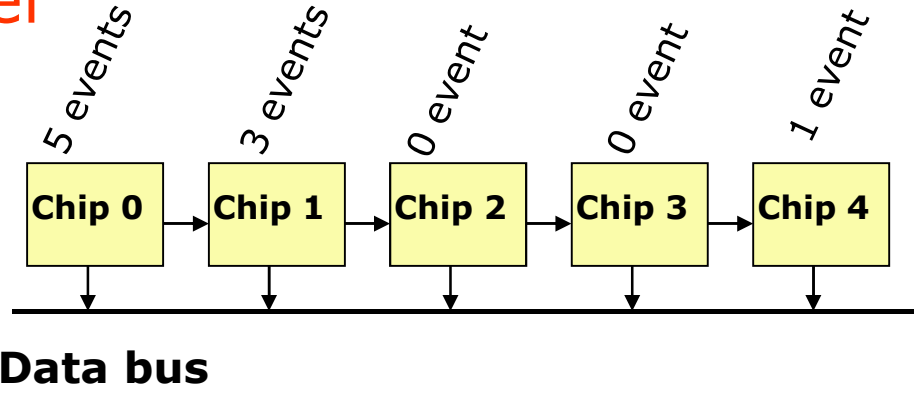 er
5 events
3 events
0 event
0 event
1 event
Chip 0
Chip 1
Chip 2
Chip 3
Chip 4
Data bus